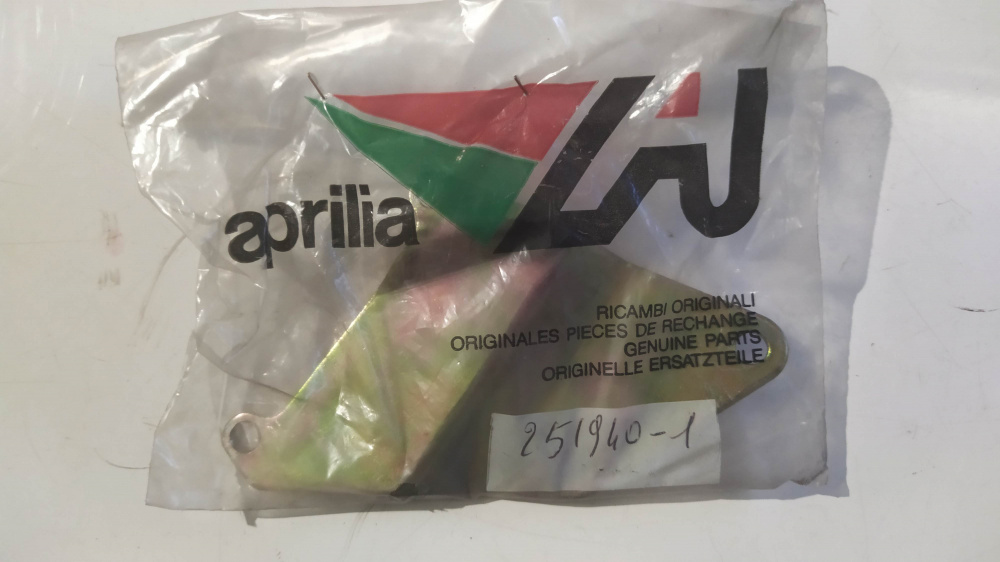 aprilia
RICAMBI ORIGINALI
ORIGINALES PIECES DE RECHANGE
GENUINE PARTS
ORIGINELLE ERSATZTEILE
251940-1